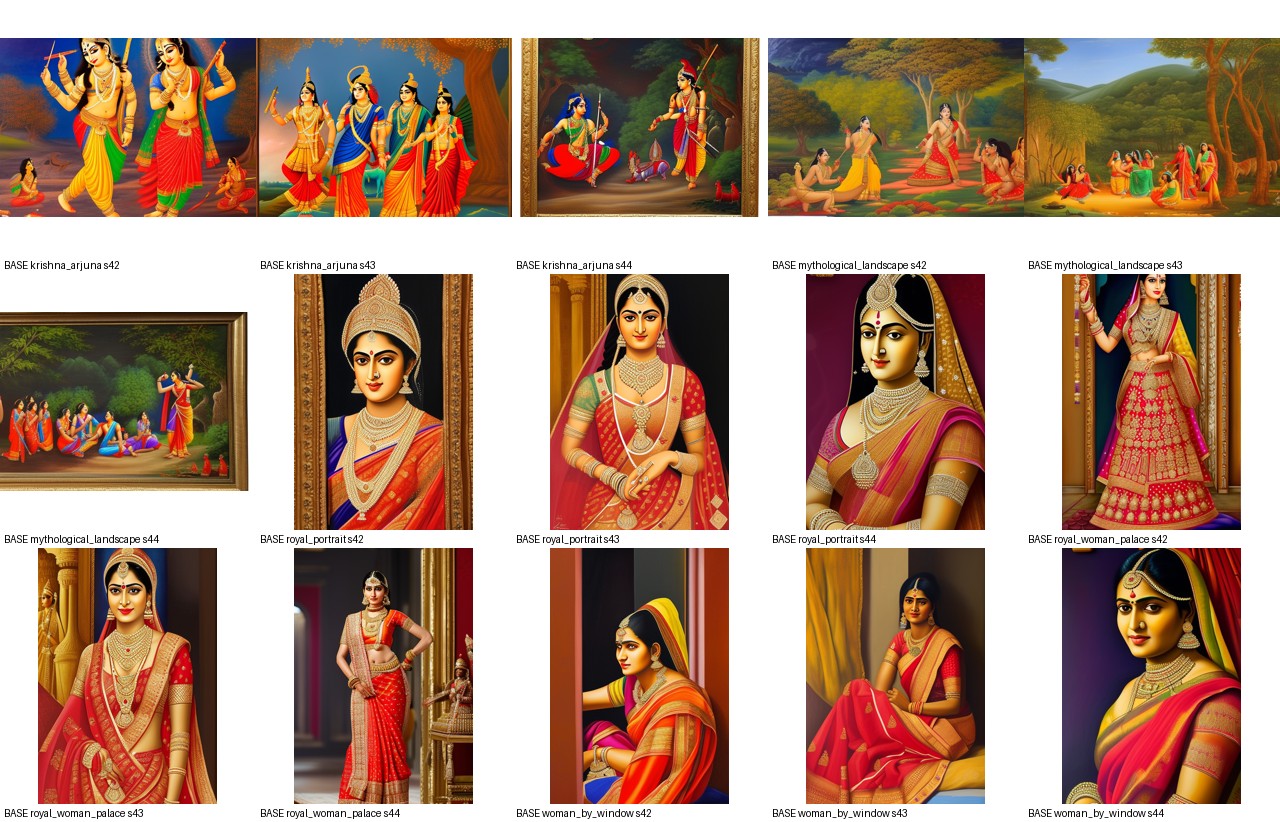 BASE krishna_arjuna s42
BASE krishna_arjuna s43
BASE krishna_arjuna s44
BASE mythological_landscape s42
BASE mythological_landscape s43
BASE mythological_landscape s44
BASE royal_portrait s42
BASE royal_portrait s43
BASE royal_portrait s44
BASE royal_woman_palace s42
BASE royal_woman_palace s43
BASE royal_woman_palace s44
BASE woman_by_window s42
BASE woman_by_window s43
BASE woman_by_window s44